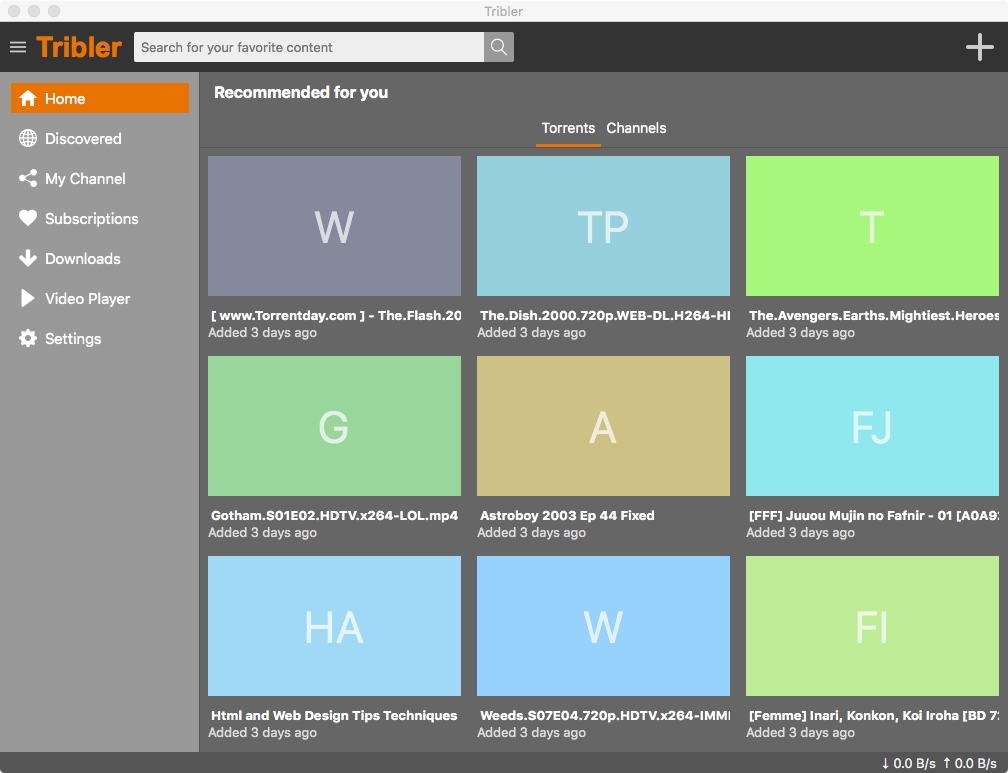 Tribler
Tribler
Search for your favorite content
Home
Discovered
My Channel
Subscriptions
Downloads
Video Player
Settings
Recommended for you
Torrents Channels
W
TP
T
[ www.Torrentday.com ] - The.Flash.20
The.Dish.2000.720p.WEB-DL.H264-HI
The.Avengers.Earths.Mightiest.Heroes
Added 3 days ago
Added 3 days ago
Added 3 days ago
G
A
FJ
Gotham.S01E02.HDTV.x264-LOL.mp4
Astroboy 2003 Ep 44 Fixed
[FFF] Juuou Mujin no Fafnir - 01 [A0A9
Added 3 days ago
Added 3 days ago
Added 3 days ago
HA
W
FI
Html and Web Design Tips Techniques
Weeds.S07E04.720p.HDTV.x264-IMM
[Femme] Inari, Konkon, Koi Iroha [BD 7
Added 3 days ago
Added 3 days ago
Added 3 days ago
↓ 0.0 B/s ↑ 0.0 B/s